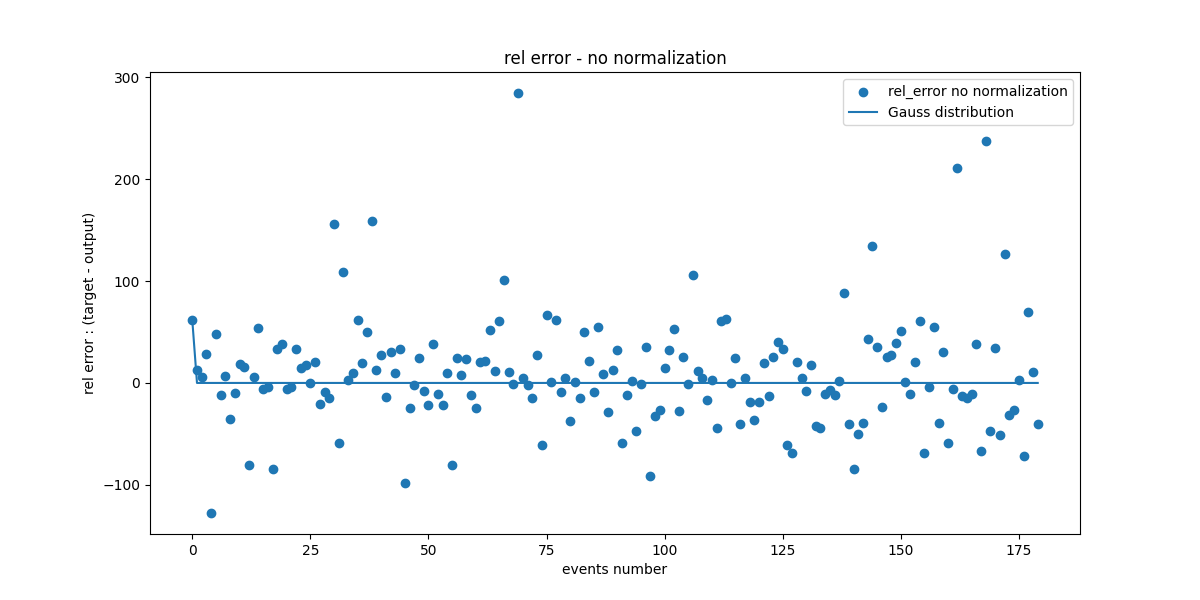 rel error - no normalization
rel_error no normalization
Gauss distribution
300
200
100
0
−100
rel error : (target - output)
0 25 50 75 100 125 150 175
events number